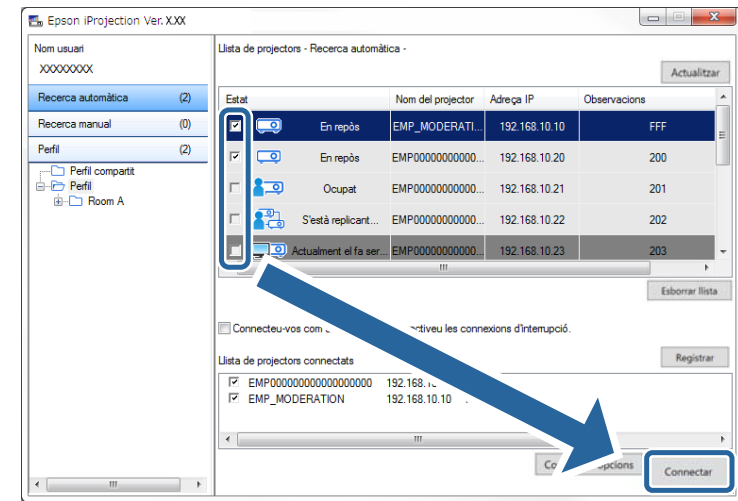 Epson iProjection Ver. X.XX
Nom usuari
XXXXXXXX
Recerca automàtica (2)
Recerca manual (0)
Perfil (2)
Perfil compartit
Perfil
Room A
Llista de projectors - Recerca automàtica -
Actualitzar
Estat Nom del projector Adreça IP Observacions
En repòs EMP_MODERATI... 192.168.10.10 FFF
En repòs EMP00000000000... 192.168.10.20 200
Ocupat EMP00000000000... 192.168.10.21 201
S'està replicant... EMP00000000000... 192.168.10.22 202
Actualment el fa ser... EMP00000000000... 192.168.10.23 203
Esborrar llista
Connecteu-vos com les connexions d'interrupció.
Llista de projectors connectats
Registrar
EMP000000000000000000
EMP_MODERATION 192.168.10.10
Connectar